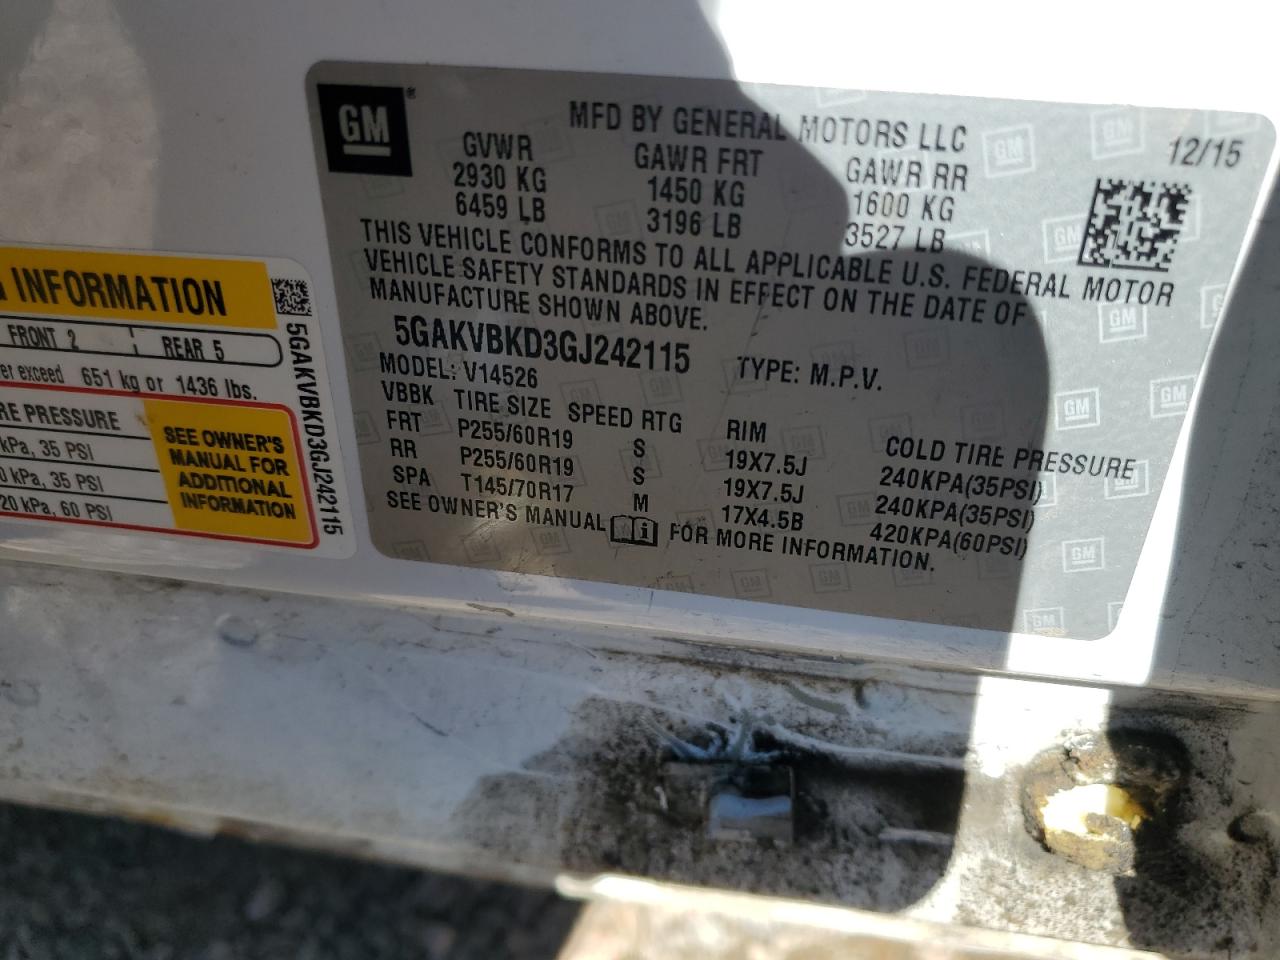 GM®
MFD BY GENERAL MOTORS LLC
12/15
GVWR GAWR FRT GAWR RR
2930 KG 1450 KG 1600 KG
6459 LB 3196 LB 3527 LB
THIS VEHICLE CONFORMS TO ALL APPLICABLE U.S. FEDERAL MOTOR
VEHICLE SAFETY STANDARDS IN EFFECT ON THE DATE OF
MANUFACTURE SHOWN ABOVE.
5GAKVBKD3GJ242115 TYPE: M.P.V.
MODEL: V14526
VBBK TIRE SIZE SPEED RTG RIM COLD TIRE PRESSURE
FRT P255/60R19 S 19X7.5J 240KPA(35PSI)
RR P255/60R19 S 19X7.5J 240KPA(35PSI)
SPA T145/70R17 M 17X4.5B 420KPA(60PSI)
SEE OWNER'S MANUAL FOR MORE INFORMATION.
INFORMATION
FRONT 2 REAR 5
exceed 651 kg or 1436 lbs.
PRESSURE
kPa, 35 PSI
kPa, 35 PSI
20 kPa, 60 PSI
SEE OWNER'S
MANUAL FOR
ADDITIONAL
INFORMATION
5GAKVBKD3GJ242115